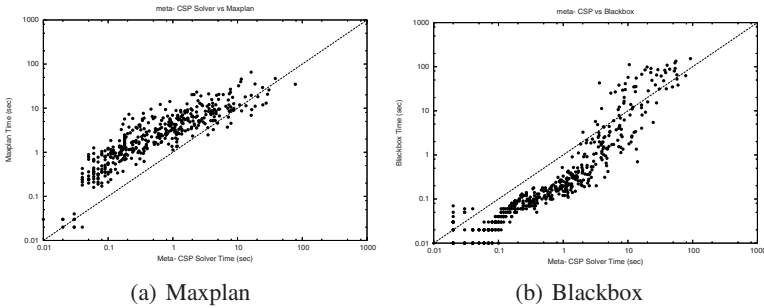 meta- CSP Solver vs Maxplan
1000
100
10
1
0.1
0.01
Maxplan Time (sec)
0.01 0.1 1 10 100 1000
Meta- CSP Solver Time (sec)
(a) Maxplan
meta- CSP vs Blackbox
1000
100
10
1
0.1
0.01
Blackbox Time (sec)
0.01 0.1 1 10 100 1000
Meta- CSP Solver Time (sec)
(b) Blackbox